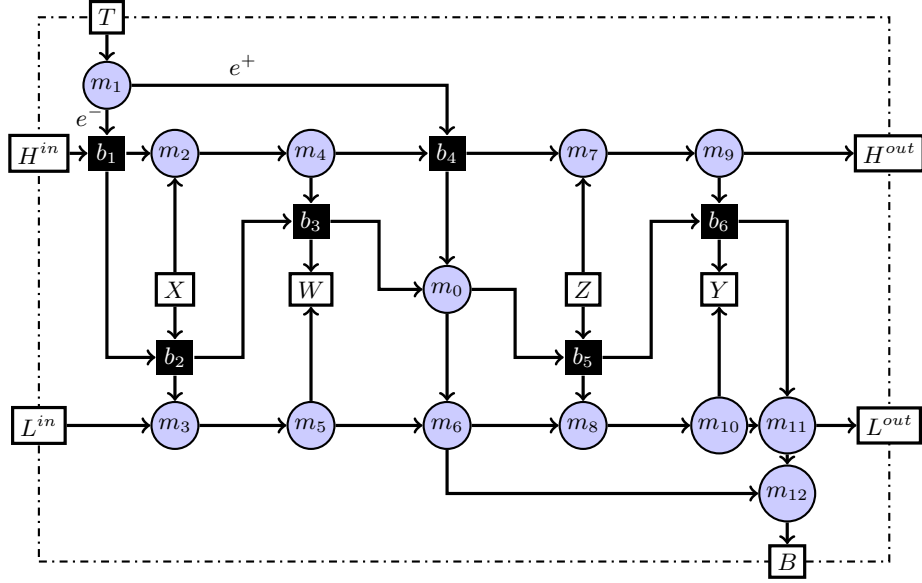 T
m₁
e⁺
e⁻
Hⁱⁿ
b₁
m₂
m₄
b₄
m₇
m₉
Hᵒᵘᵗ
b₃
b₆
X
W
m₀
Z
Y
b₂
b₅
Lⁱⁿ
m₃
m₅
m₆
m₈
m₁₀
m₁₁
Lᵒᵘᵗ
m₁₂
B